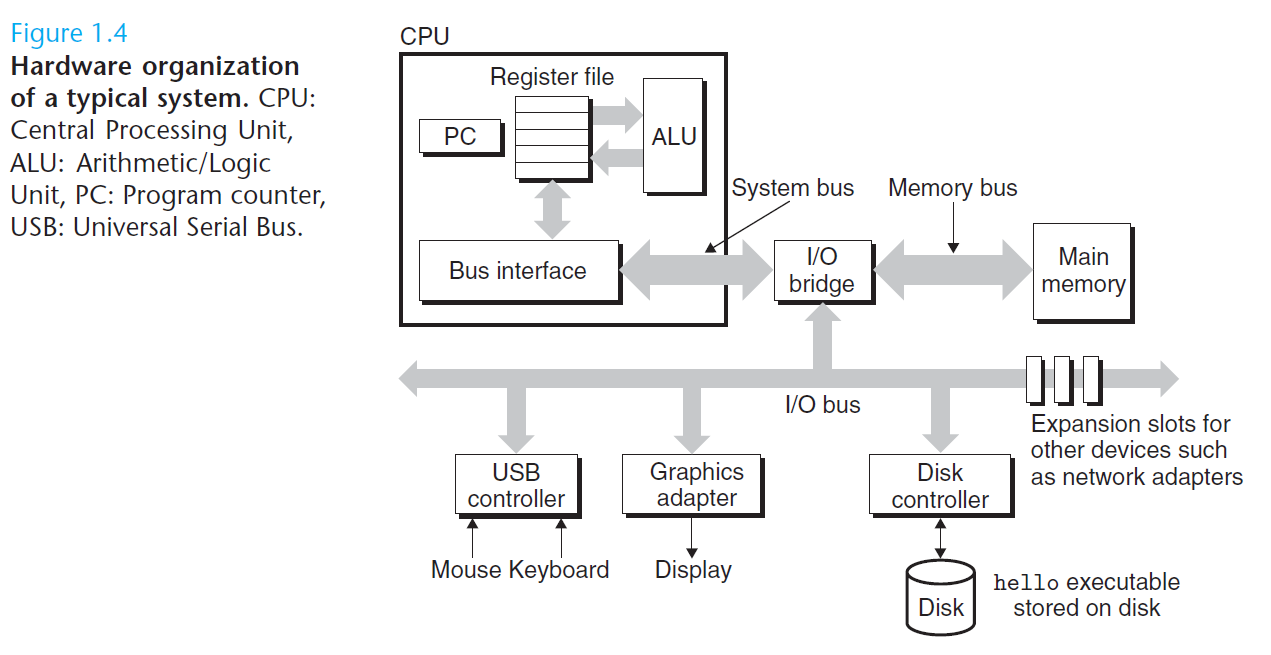 Figure 1.4
Hardware organization
of a typical system. CPU:
Central Processing Unit,
ALU: Arithmetic/Logic
Unit, PC: Program counter,
USB: Universal Serial Bus.
CPU
Register file
PC
ALU
System bus
Memory bus
Bus interface
I/O
bridge
Main
memory
I/O bus
Expansion slots for
other devices such
as network adapters
USB
controller
Graphics
adapter
Disk
controller
Mouse
Keyboard
Display
Disk
hello executable
stored on disk